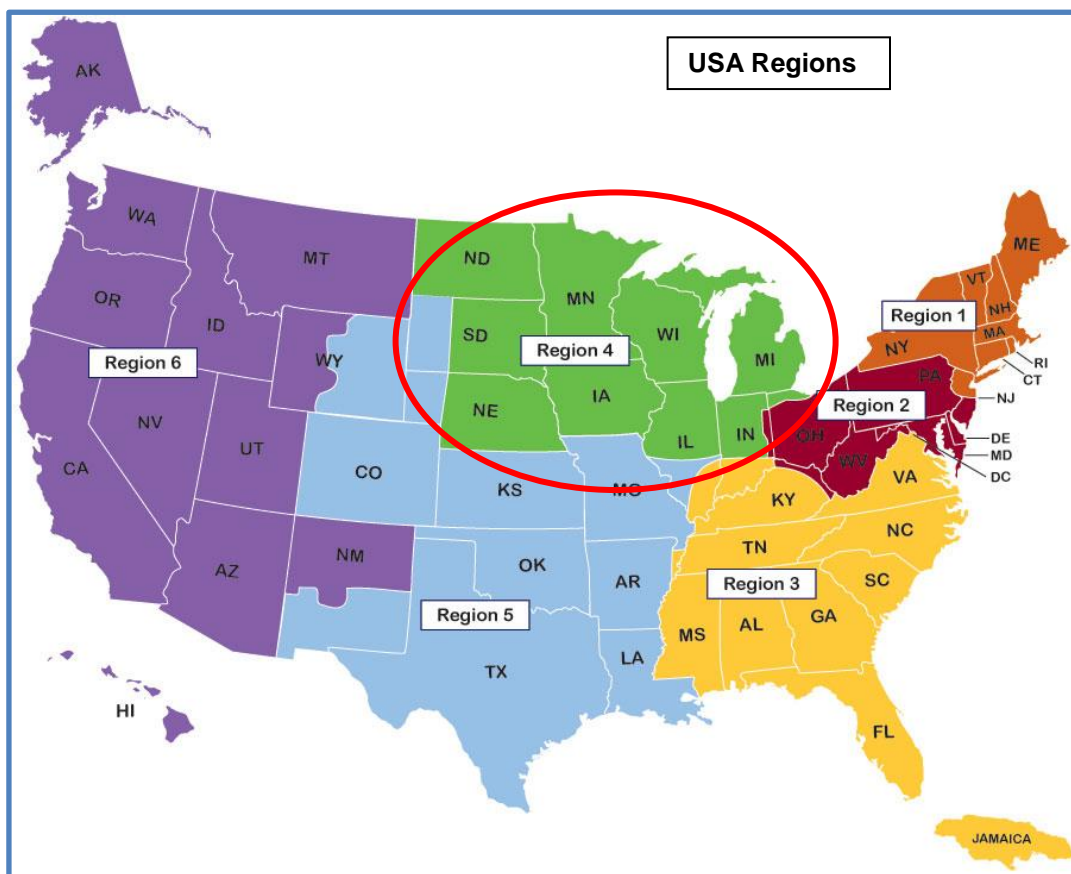 USA Regions
AK
WA
MT
ND
MN
ME
OR
ID
WY
SD
WI
MI
VT
NH
Region 1
MA
NY
RI
CT
Region 6
Region 4
NE
IA
PA
NJ
Region 2
NV
UT
CO
IL
IN
OH
DE
MD
DC
CA
KS
MO
WV
VA
KY
NC
AZ
NM
OK
AR
TN
SC
Region 3
Region 5
MS
AL
GA
TX
LA
HI
FL
JAMAICA